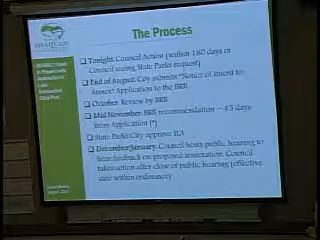 The Process
Tonight: Council Action (within 180 days of
Council seeing State Parks request)
End of August: City submits "Notice of Intent to
Annex" Application to the BRB
October: Review by BRB
Mid November: BRB recommendation ~45 days
from Application (*)
State Parks/City approve ILA
December/January: Council hosts public hearing to
hear feedback on proposed annexation. Council
takes action after close of public hearing (effective
date within ordinance)
ISSAQUAH